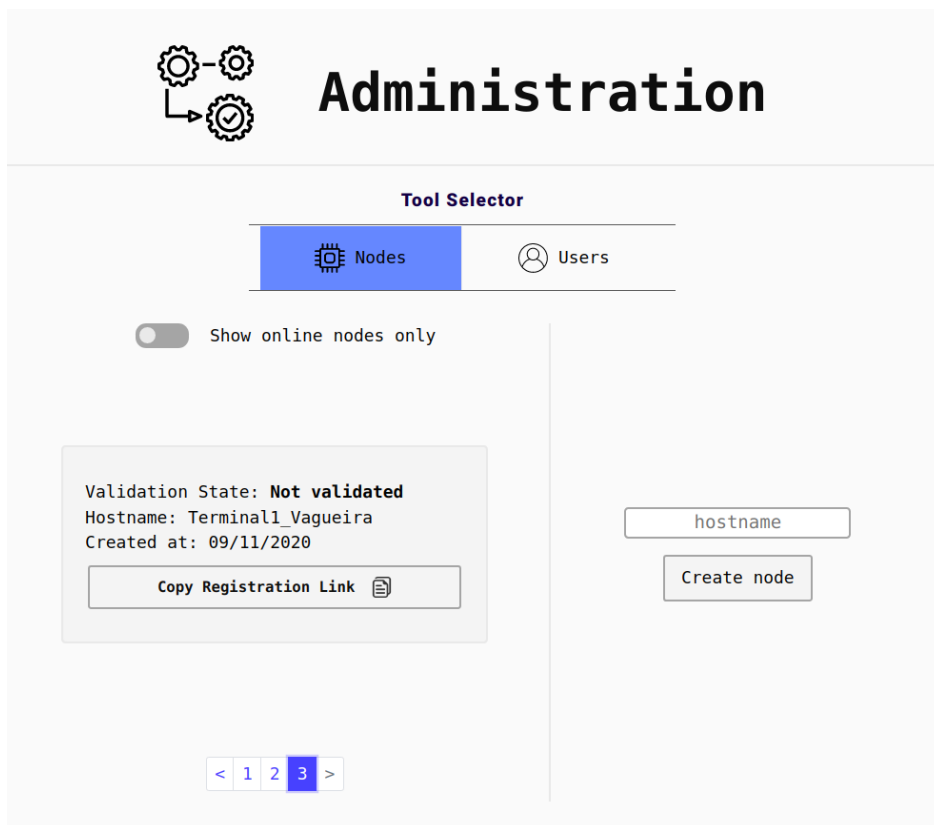 Administration
Tool Selector
Nodes
Users
Show online nodes only
Validation State: Not validated
Hostname: Terminal1_Vagueira
Created at: 09/11/2020
Copy Registration Link
hostname
Create node
< 1 2 3 >